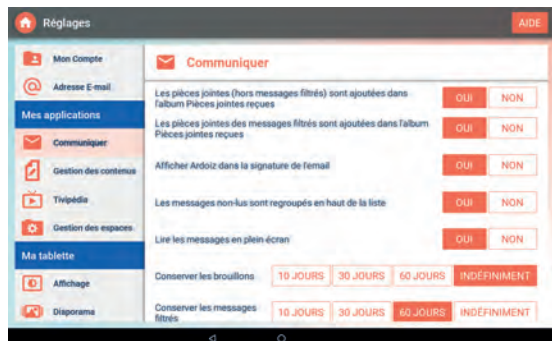 Réglages
AIDE
Mon Compte
Adresse E-mail
Mes applications
Communiquer
Gestion des contenus
Tivipédia
Gestion des espaces
Ma tablette
Affichage
Diaporama
Communiquer
Les pièces jointes (hors messages filtrés) sont ajoutées dans
l'album Pièces jointes reçues
OUI NON
Les pièces jointes des messages filtrés sont ajoutées dans l'album
Pièces jointes reçues
OUI NON
Afficher Ardoiz dans la signature de l'email
OUI NON
Les messages non-lus sont regroupés en haut de la liste
OUI NON
Lire les messages en plein écran
OUI NON
Conserver les brouillons
10 JOURS 30 JOURS 60 JOURS INDÉFINIMENT
Conserver les messages
filtrés
10 JOURS 30 JOURS 60 JOURS INDÉFINIMENT